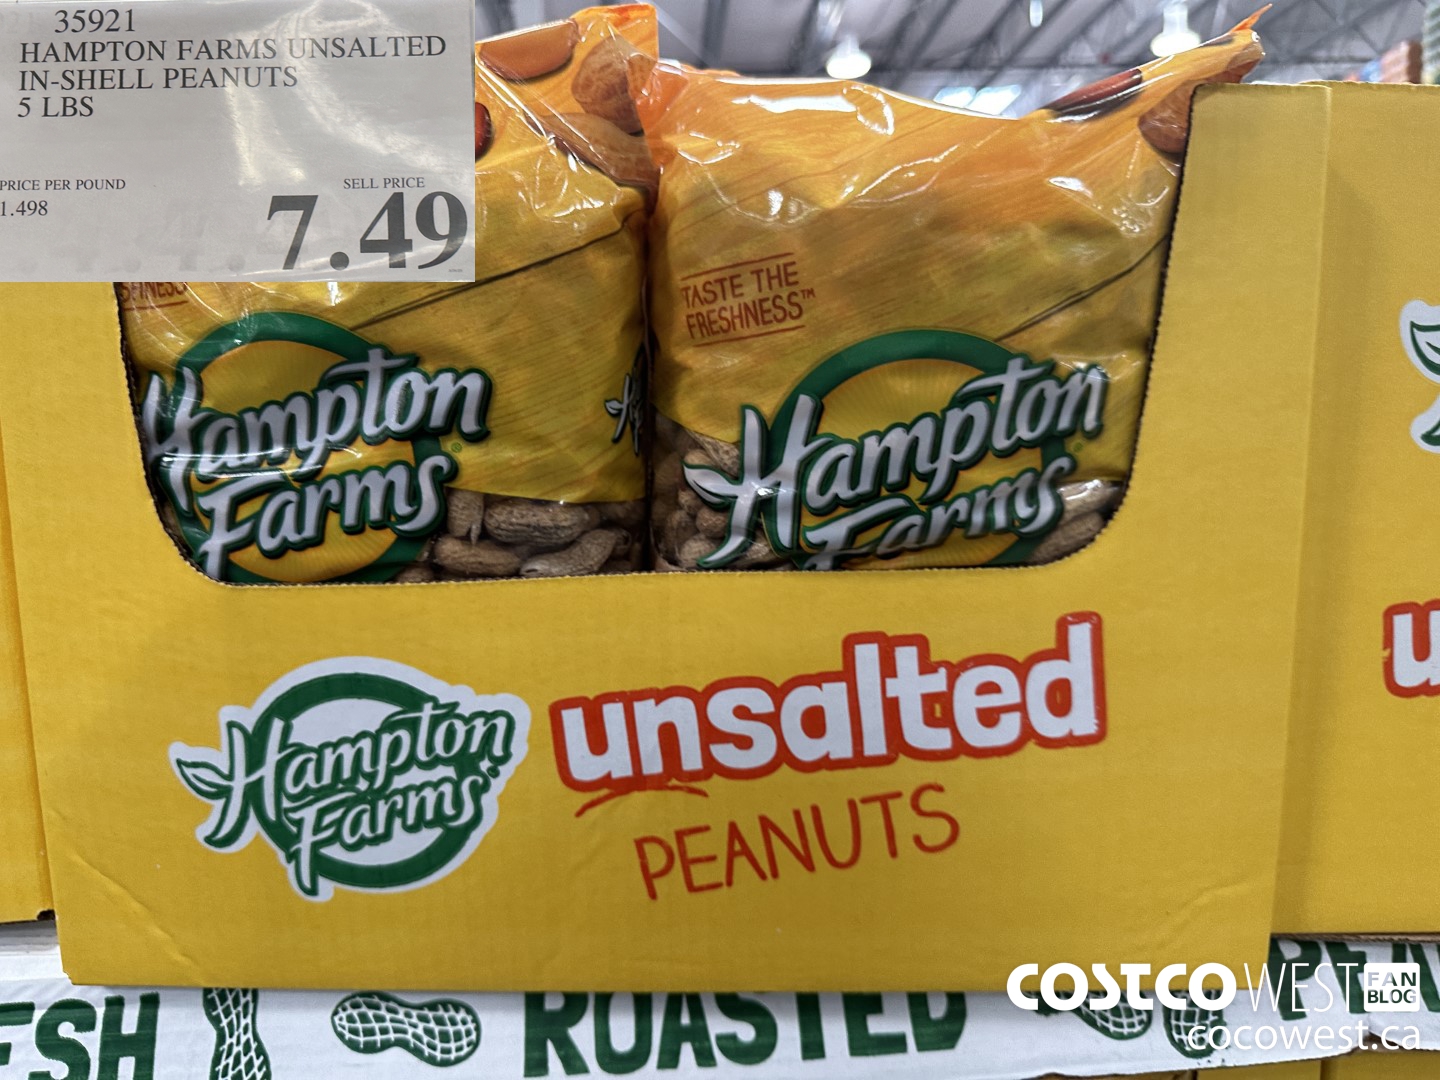 35921
HAMPTON FARMS UNSALTED
IN-SHELL PEANUTS
5 LBS
PRICE PER POUND
1.498
SELL PRICE
7.49
TASTE THE
FRESHNESS™
Hampton
Farms
Hampton
Farms
Hampton
Farms
unsalted
PEANUTS
ROASTED
COSTCO WEST FAN BLOG
cocowest.ca